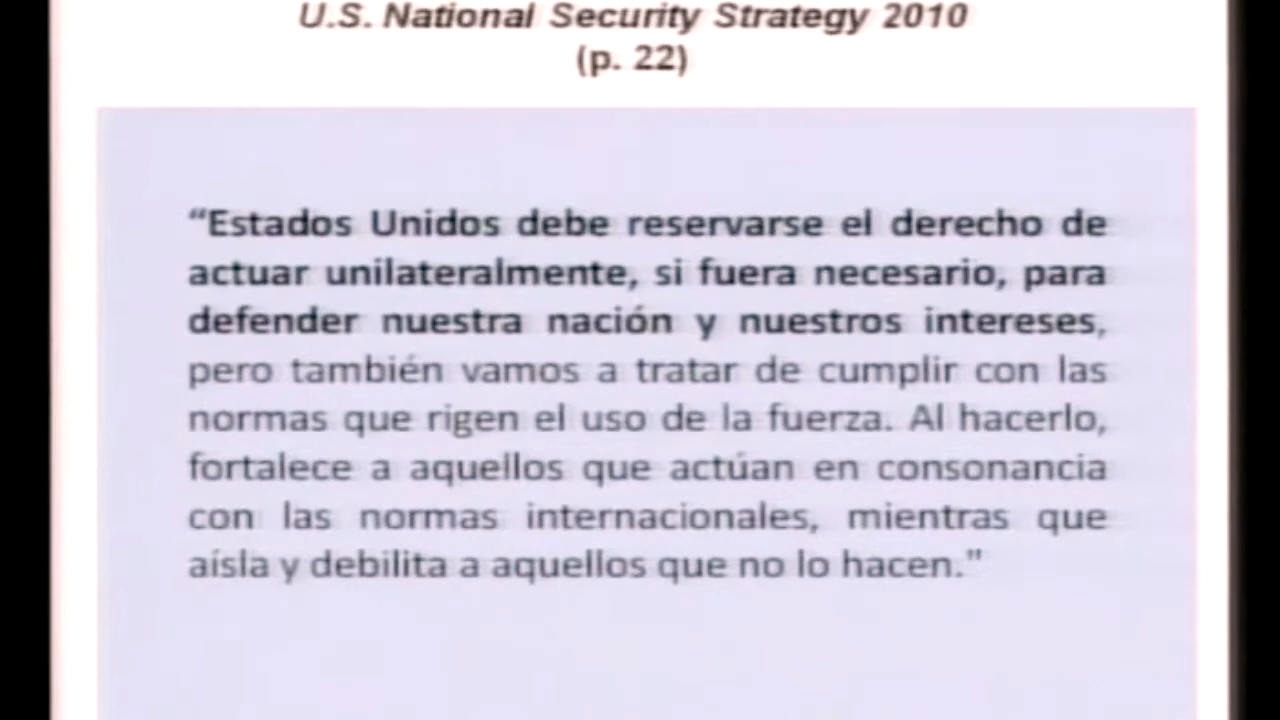 U.S. National Security Strategy 2010
(p. 22)
“Estados Unidos debe reservarse el derecho de
actuar unilateralmente, si fuera necesario, para
defender nuestra nación y nuestros intereses,
pero también vamos a tratar de cumplir con las
normas que rigen el uso de la fuerza. Al hacerlo,
fortalece a aquellos que actúan en consonancia
con las normas internacionales, mientras que
aísla y debilita a aquellos que no lo hacen."